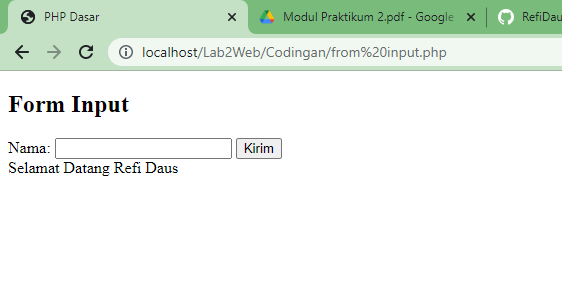 PHP Dasar
Modul Praktikum 2.pdf - Google
RefiDau
localhost/Lab2Web/Codingan/from%20input.php
Form Input
Nama: Kirim
Selamat Datang Refi Daus